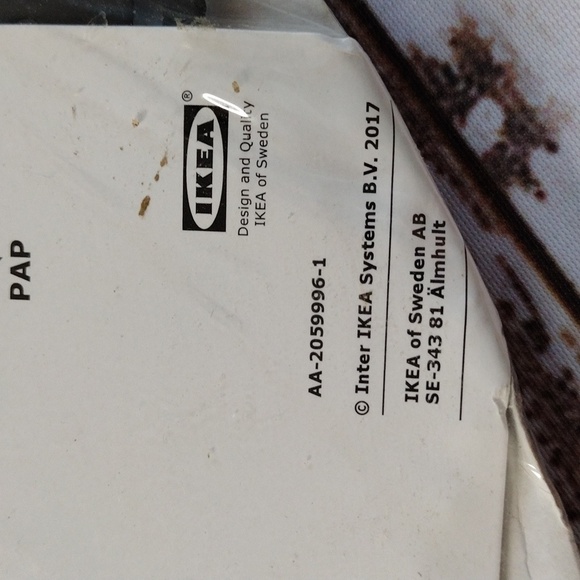 PAP
IKEA®
Design and Quality
IKEA of Sweden
AA-2059996-1
© Inter IKEA Systems B.V. 2017
IKEA of Sweden AB
SE-343 81 Älmhult